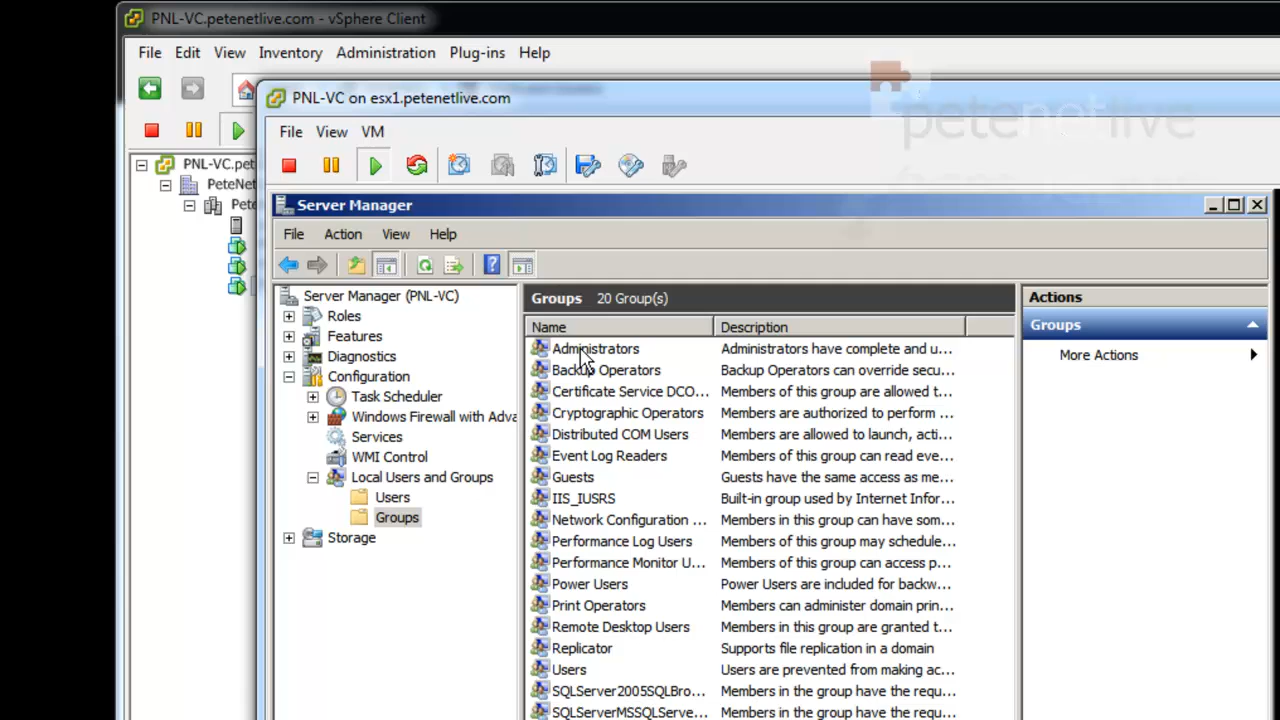 PNL-VC.petenetlive.com - vSphere Client
File Edit View Inventory Administration Plug-ins Help
PNL-VC on esx1.petenetlive.com
petenetlive
File View VM
PNL-VC.pet
PeteNet
Pete
Server Manager
File Action View Help
Server Manager (PNL-VC)
Roles
Features
Diagnostics
Configuration
Task Scheduler
Windows Firewall with Adva
Services
WMI Control
Local Users and Groups
Users
Groups
Storage
Groups 20 Group(s)
Name Description
Administrators Administrators have complete and u...
Backup Operators Backup Operators can override secu...
Certificate Service DCO... Members of this group are allowed t...
Cryptographic Operators Members are authorized to perform ...
Distributed COM Users Members are allowed to launch, acti...
Event Log Readers Members of this group can read eve...
Guests Guests have the same access as me...
IIS_IUSRS Built-in group used by Internet Infor...
Network Configuration ... Members in this group can have som...
Performance Log Users Members of this group may schedule...
Performance Monitor U... Members of this group can access p...
Power Users Power Users are included for backw...
Print Operators Members can administer domain prin...
Remote Desktop Users Members in this group are granted t...
Replicator Supports file replication in a domain
Users Users are prevented from making ac...
SQLServer2005SQLBro... Members in the group have the requ...
SQLServerMSSQLServe... Members in the group have the requ...
Actions
Groups
More Actions